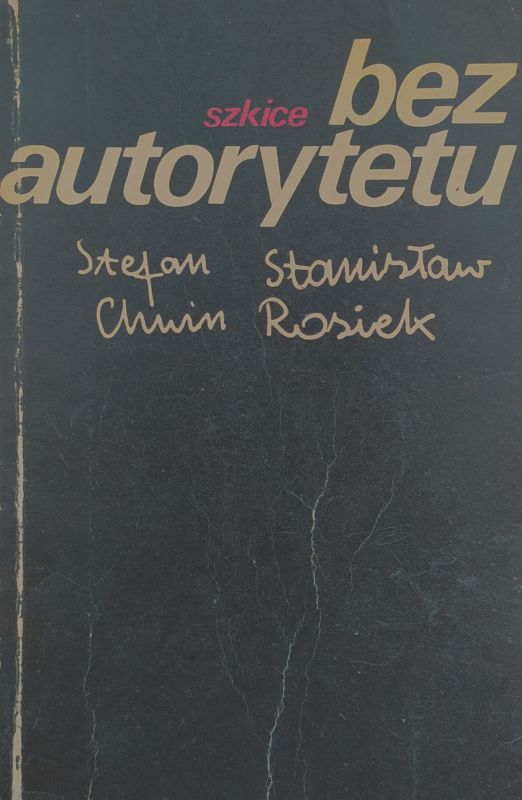 szkice bez
autorytetu
Stefan Stanisław
Chwin Rosiek